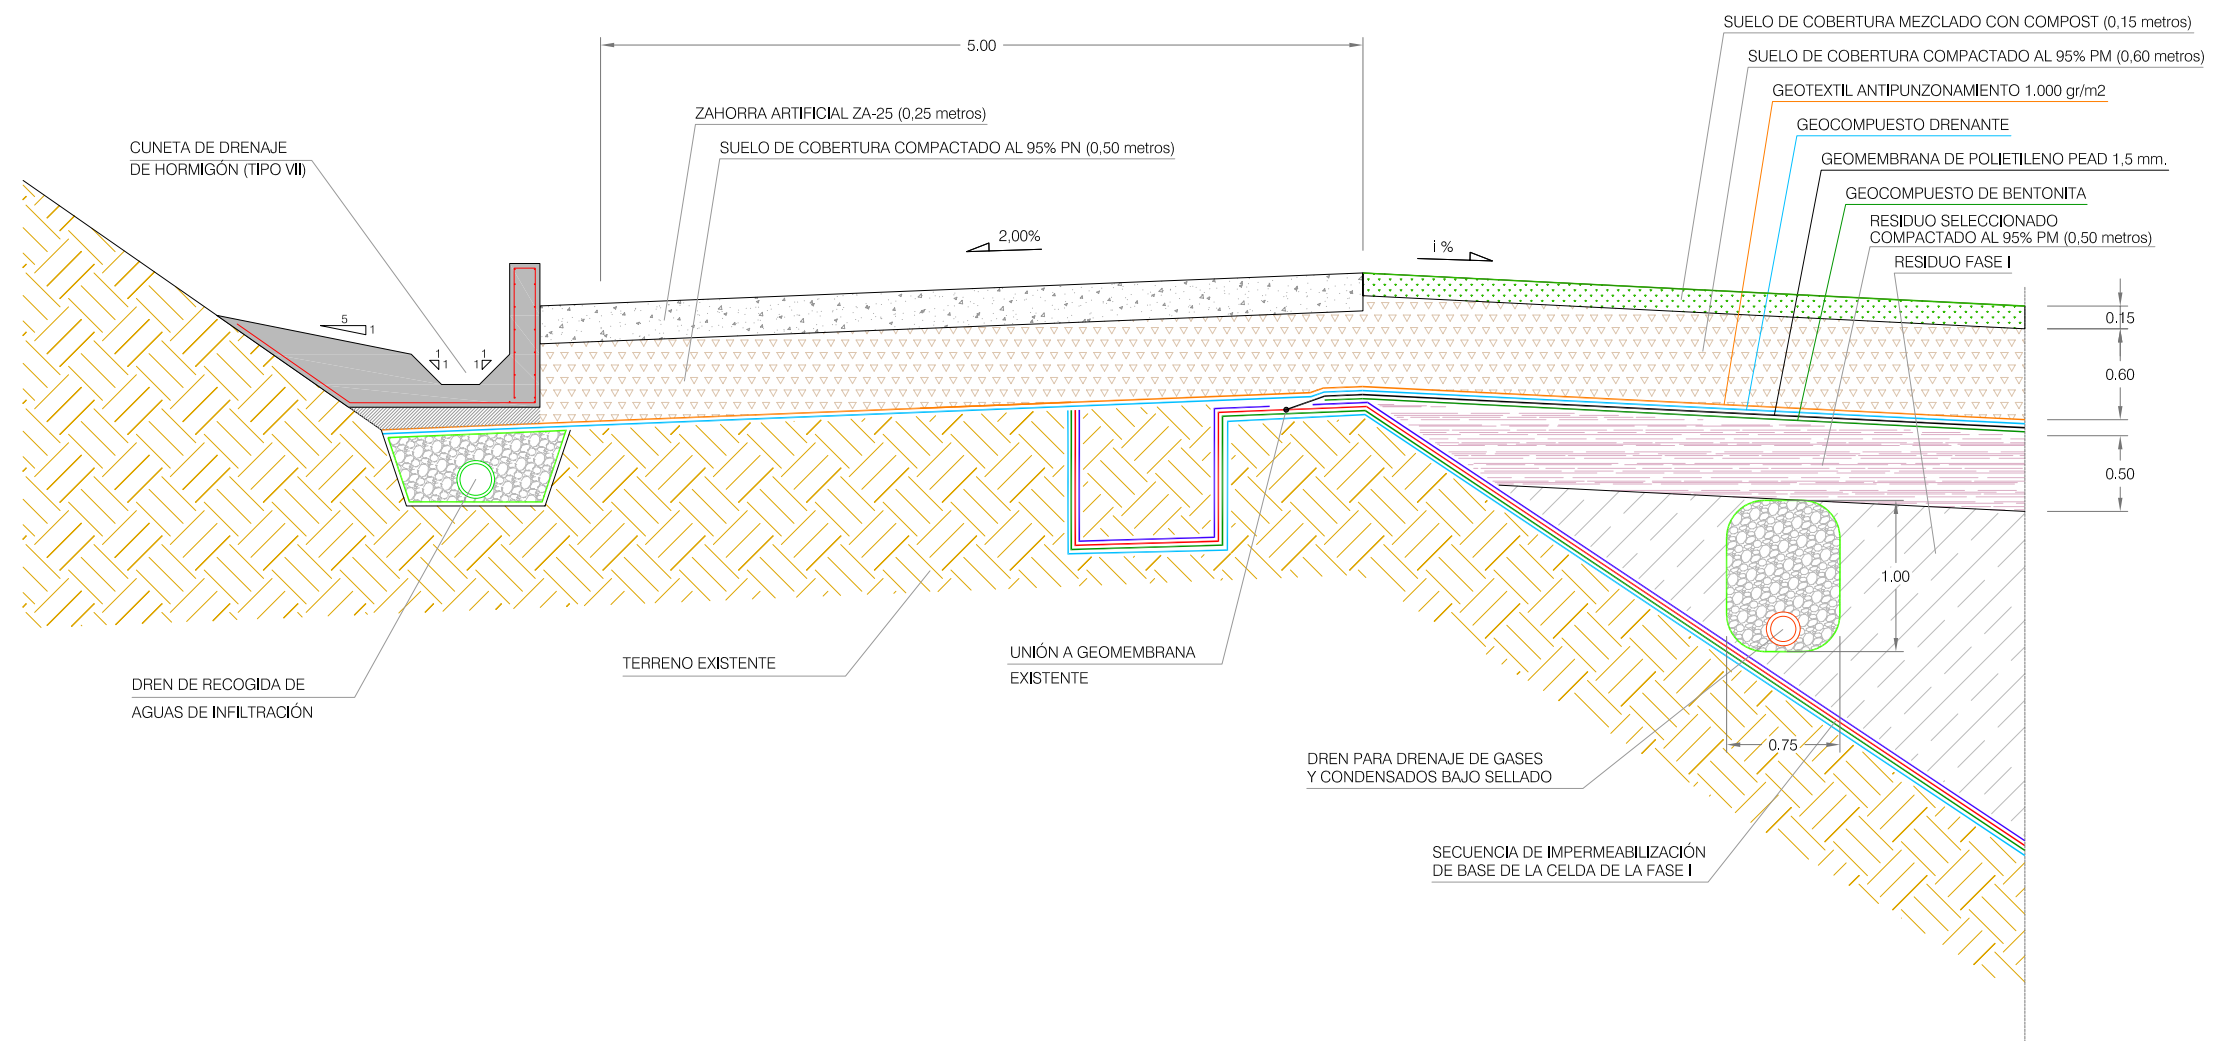 SUELO DE COBERTURA MEZCLADO CON COMPOST (0,15 metros)
5.00
SUELO DE COBERTURA COMPACTADO AL 95% PM (0,60 metros)
GEOTEXTIL ANTIPUNZONAMIENTO 1.000 gr/m2
ZAHORRA ARTIFICIAL ZA-25 (0,25 metros)
GEOCOMPUESTO DRENANTE
CUNETA DE DRENAJE
DE HORMIGÓN (TIPO VII)
SUELO DE COBERTURA COMPACTADO AL 95% PN (0,50 metros)
GEOMEMBRANA DE POLIETILENO PEAD 1,5 mm.
GEOCOMPUESTO DE BENTONITA
RESIDUO SELECCIONADO
COMPACTADO AL 95% PM (0,50 metros)
2,00%
i %
RESIDUO FASE I
5
1
1
1
1
1
0.15
0.60
0.50
1.00
UNIÓN A GEOMEMBRANA
EXISTENTE
TERRENO EXISTENTE
DREN DE RECOGIDA DE
AGUAS DE INFILTRACIÓN
0.75
DREN PARA DRENAJE DE GASES
Y CONDENSADOS BAJO SELLADO
SECUENCIA DE IMPERMEABILIZACIÓN
DE BASE DE LA CELDA DE LA FASE I